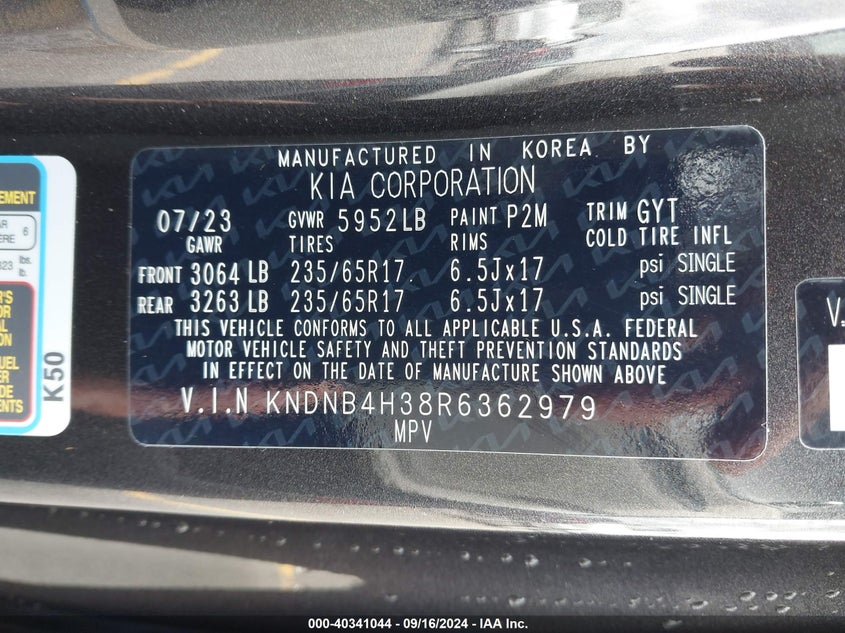 MANUFACTURED IN KOREA BY
KIA CORPORATION
07/23 GVWR 5952LB PAINT P2M TRIM GYT
GAWR TIRES RIMS COLD TIRE INFL
FRONT 3064 LB 235/65R17 6.5Jx17 psi SINGLE
REAR 3263 LB 235/65R17 6.5Jx17 psi SINGLE
THIS VEHICLE CONFORMS TO ALL APPLICABLE U.S.A. FEDERAL
MOTOR VEHICLE SAFETY AND THEFT PREVENTION STANDARDS
IN EFFECT ON THE DATE OF MANUFACTURE SHOWN ABOVE
V.I.N KNDNB4H38R6362979
MPV
K50
6
lbs.
lb.
V.
000-40341044 - 09/16/2024 - IAA Inc.